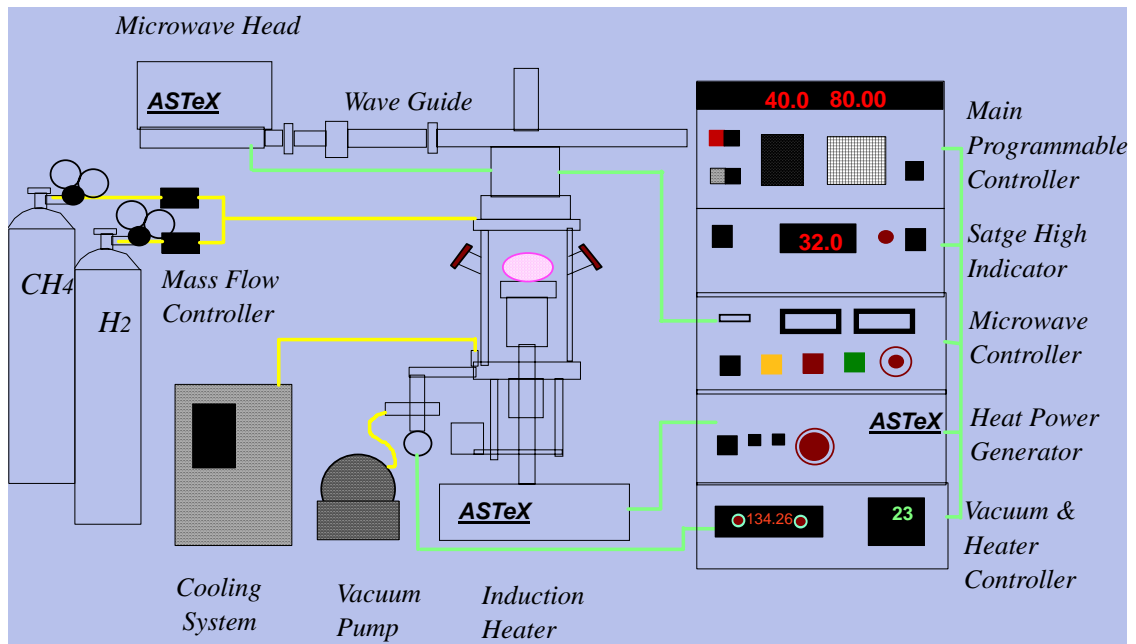 Microwave Head
ASTeX
Wave Guide
40.0 80.00
Main
Programmable
Controller
32.0
Satge High
Indicator
CH4
H2
Mass Flow
Controller
Microwave
Controller
ASTeX
Heat Power
Generator
ASTeX
134.26
23
Vacuum &
Heater
Controller
Cooling
System
Vacuum
Pump
Induction
Heater